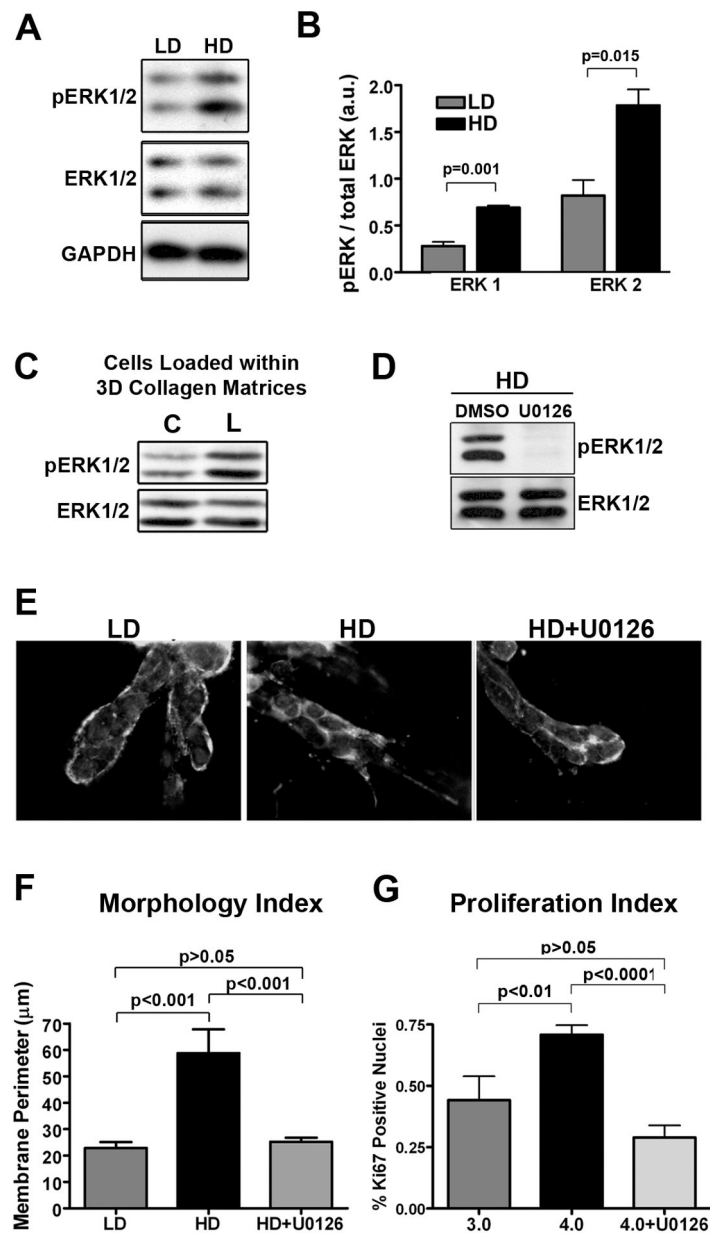 A
LD HD
pERK1/2
ERK1/2
GAPDH
B
p=0.015
2.0
LD
HD
1.5
p=0.001
1.0
0.5
0.0
pERK / total ERK (a.u.)
ERK 1 ERK 2
C
Cells Loaded within
3D Collagen Matrices
C L
pERK1/2
ERK1/2
D
HD
DMSO U0126
pERK1/2
ERK1/2
E
LD HD HD+U0126
F
Morphology Index
p>0.05
p<0.001 p<0.001
70
60
50
40
30
20
10
0
Membrane Perimeter (μm)
LD HD HD+U0126
G
Proliferation Index
p>0.05
p<0.0001
p<0.01
0.75
0.50
0.25
0.00
% Ki67 Positive Nuclei
3.0 4.0 4.0+U0126